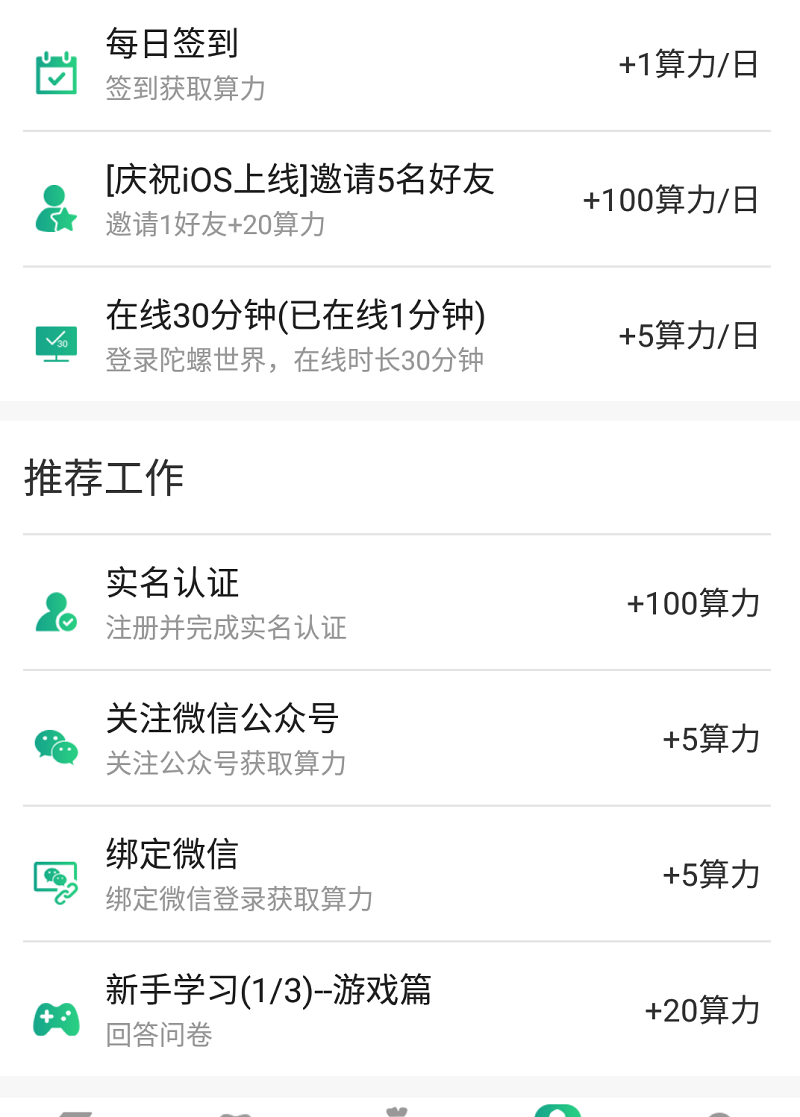 每日签到
+1算力/日
签到获取算力
[庆祝iOS上线]邀请5名好友
+100算力/日
邀请1好友+20算力
在线30分钟(已在线1分钟)
+5算力/日
30
登录陀螺世界，在线时长30分钟
推荐工作
实名认证
+100算力
注册并完成实名认证
关注微信公众号
+5算力
关注公众号获取算力
绑定微信
+5算力
绑定微信登录获取算力
新手学习(1/3)--游戏篇
+20算力
回答问卷